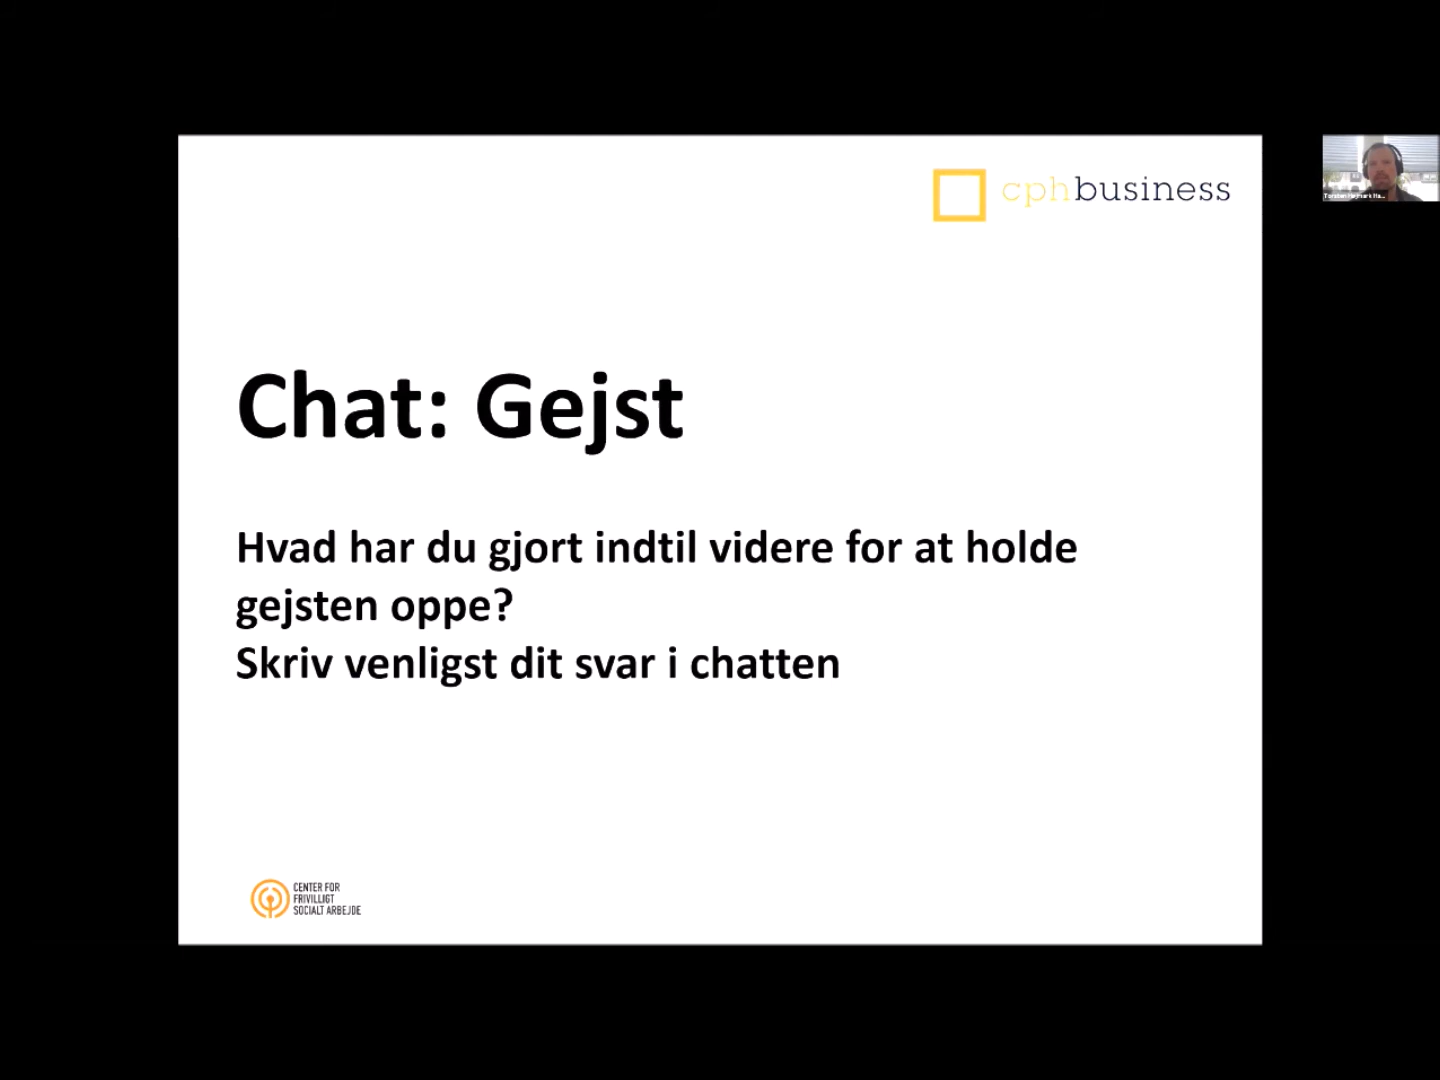 cphbusiness
Chat: Gejst
Hvad har du gjort indtil videre for at holde
gejsten oppe?
Skriv venligst dit svar i chatten
CENTER FOR
FRIVILLIGT
SOCIALT ARBEJDE